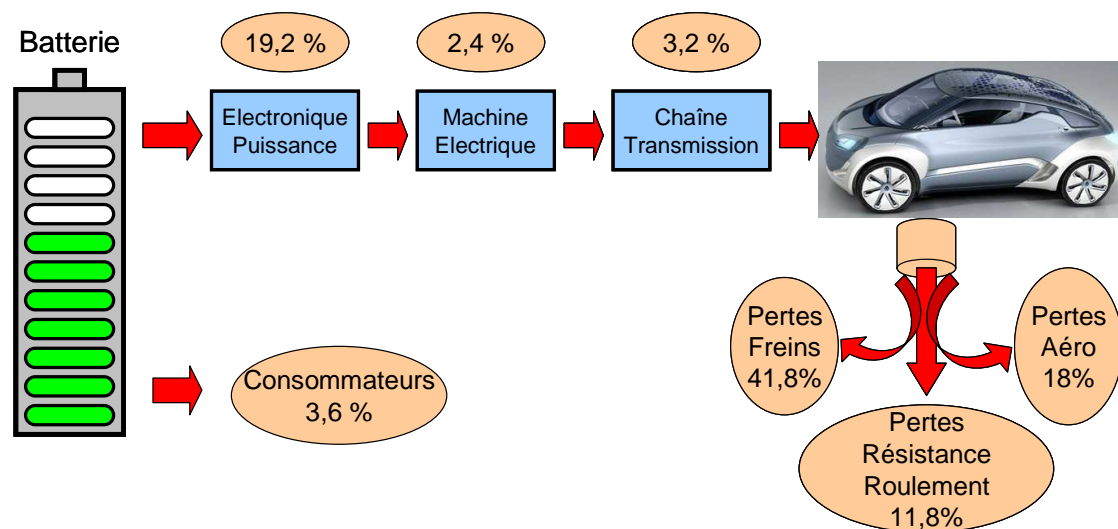 Batterie
19,2 %
2,4 %
3,2 %
Electronique
Puissance
Machine
Electrique
Chaîne
Transmission
Consommateurs
3,6 %
Pertes
Freins
41,8%
Pertes
Aéro
18%
Pertes
Résistance
Roulement
11,8%